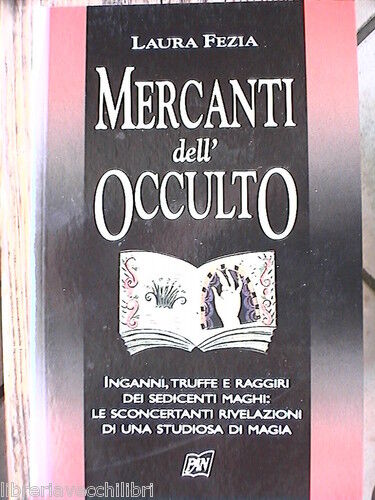 LAURA FEZIA
MERCANTI
dell'
OCCULTO
INGANNI, TRUFFE E RAGGIRI
DEI SEDICENTI MAGHI:
LE SCONCERTANTI RIVELAZIONI
DI UNA STUDIOSA DI MAGIA
PAN
libreriavecchilibri